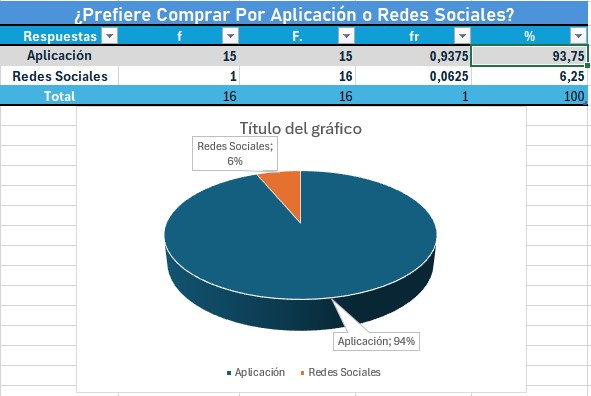 ¿Prefiere Comprar Por Aplicación o Redes Sociales?
Respuestas f F. fr %
Aplicación 15 15 0,9375 93,75
Redes Sociales 1 16 0,0625 6,25
Total 16 16 1 100
Título del gráfico
Redes Sociales;
6%
Aplicación; 94%
Aplicación Redes Sociales